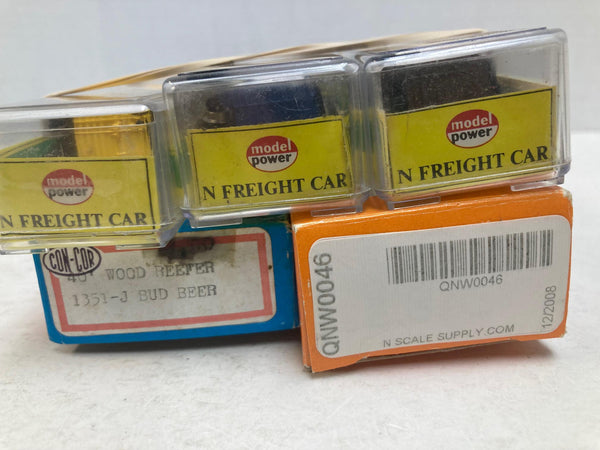 model
power
N FREIGHT CAR
model
power
N FREIGHT CAR
model
power
N FREIGHT CAR
CON-COR
40' WOOD REEFER
1351-J BUD BEER
QNW0046
QNW0046
N SCALE SUPPLY.COM
12/2008